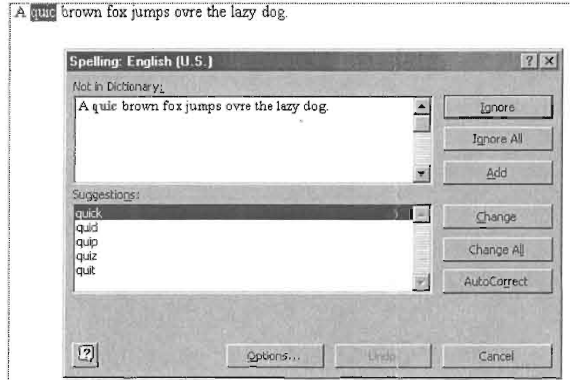 A quic brown fox jumps ovre the lazy dog.
Spelling: English (U.S.)
Not in Dictionary:
A quic brown fox jumps ovre the lazy dog.
Ignore
Ignore All
Add
Suggestions:
quick
quid
quip
quiz
quit
Change
Change All
AutoCorrect
Options...
Undo
Cancel